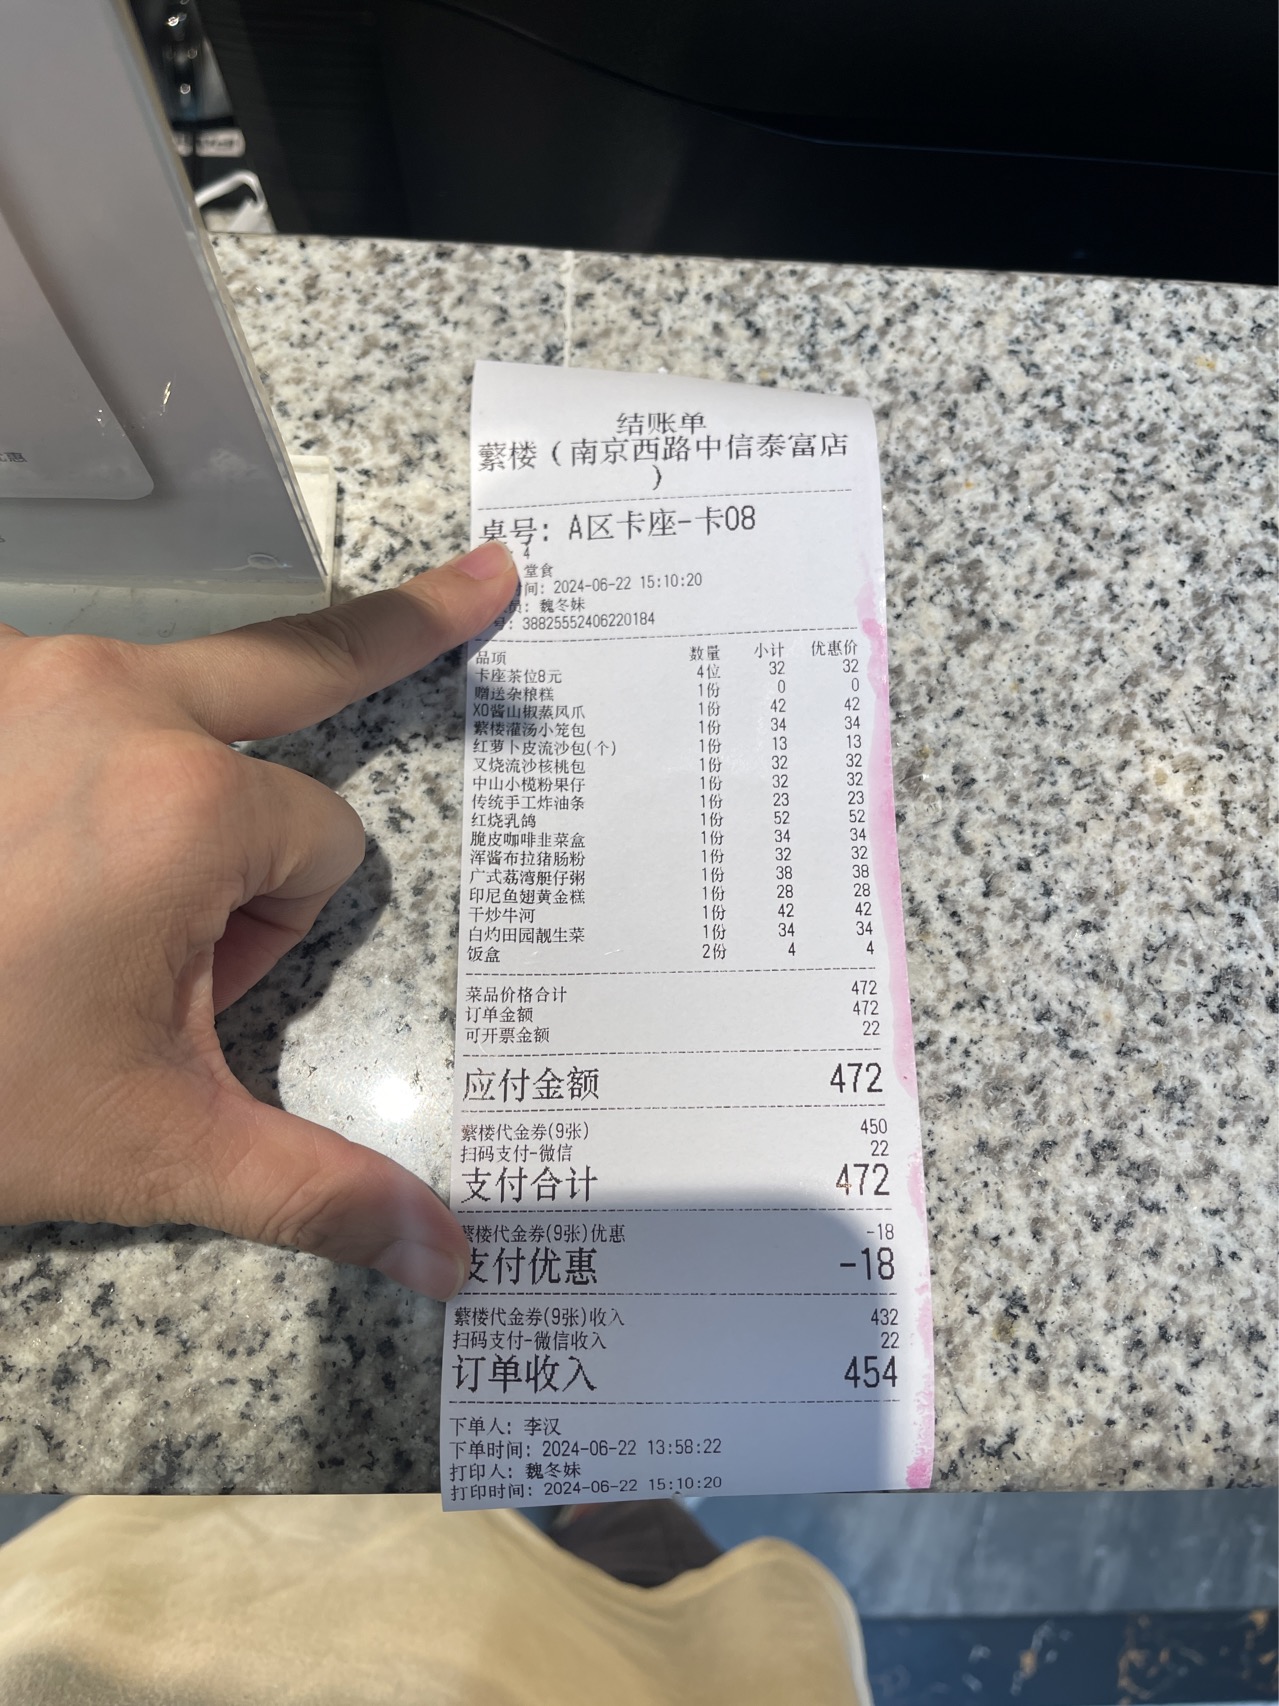 结账单
蘩楼（南京西路中信泰富店
）
桌号: A区卡座-卡08
4
堂食
间: 2024-06-22 15:10:20
员: 魏冬妹
号: 38825552406220184
品项 数量 小计 优惠价
卡座茶位8元 4位 32 32
赠送杂粮糕 1份 0 0
XO酱山椒蒸凤爪 1份 42 42
蘩楼灌汤小笼包 1份 34 34
红萝卜皮流沙包(个) 1份 13 13
叉烧流沙核桃包 1份 32 32
中山小榄粉果仔 1份 32 32
传统手工炸油条 1份 23 23
红烧乳鸽 1份 52 52
脆皮咖啡韭菜盒 1份 34 34
浑酱布拉猪肠粉 1份 32 32
广式荔湾艇仔粥 1份 38 38
印尼鱼翅黄金糕 1份 28 28
干炒牛河 1份 42 42
白灼田园靓生菜 1份 34 34
饭盒 2份 4 4
菜品价格合计 472
订单金额 472
可开票金额 22
应付金额 472
蘩楼代金券(9张) 450
扫码支付-微信 22
支付合计 472
蘩楼代金券(9张)优惠 -18
支付优惠 -18
蘩楼代金券(9张)收入 432
扫码支付-微信收入 22
订单收入 454
下单人: 李汉
下单时间: 2024-06-22 13:58:22
打印人: 魏冬妹
打印时间: 2024-06-22 15:10:20